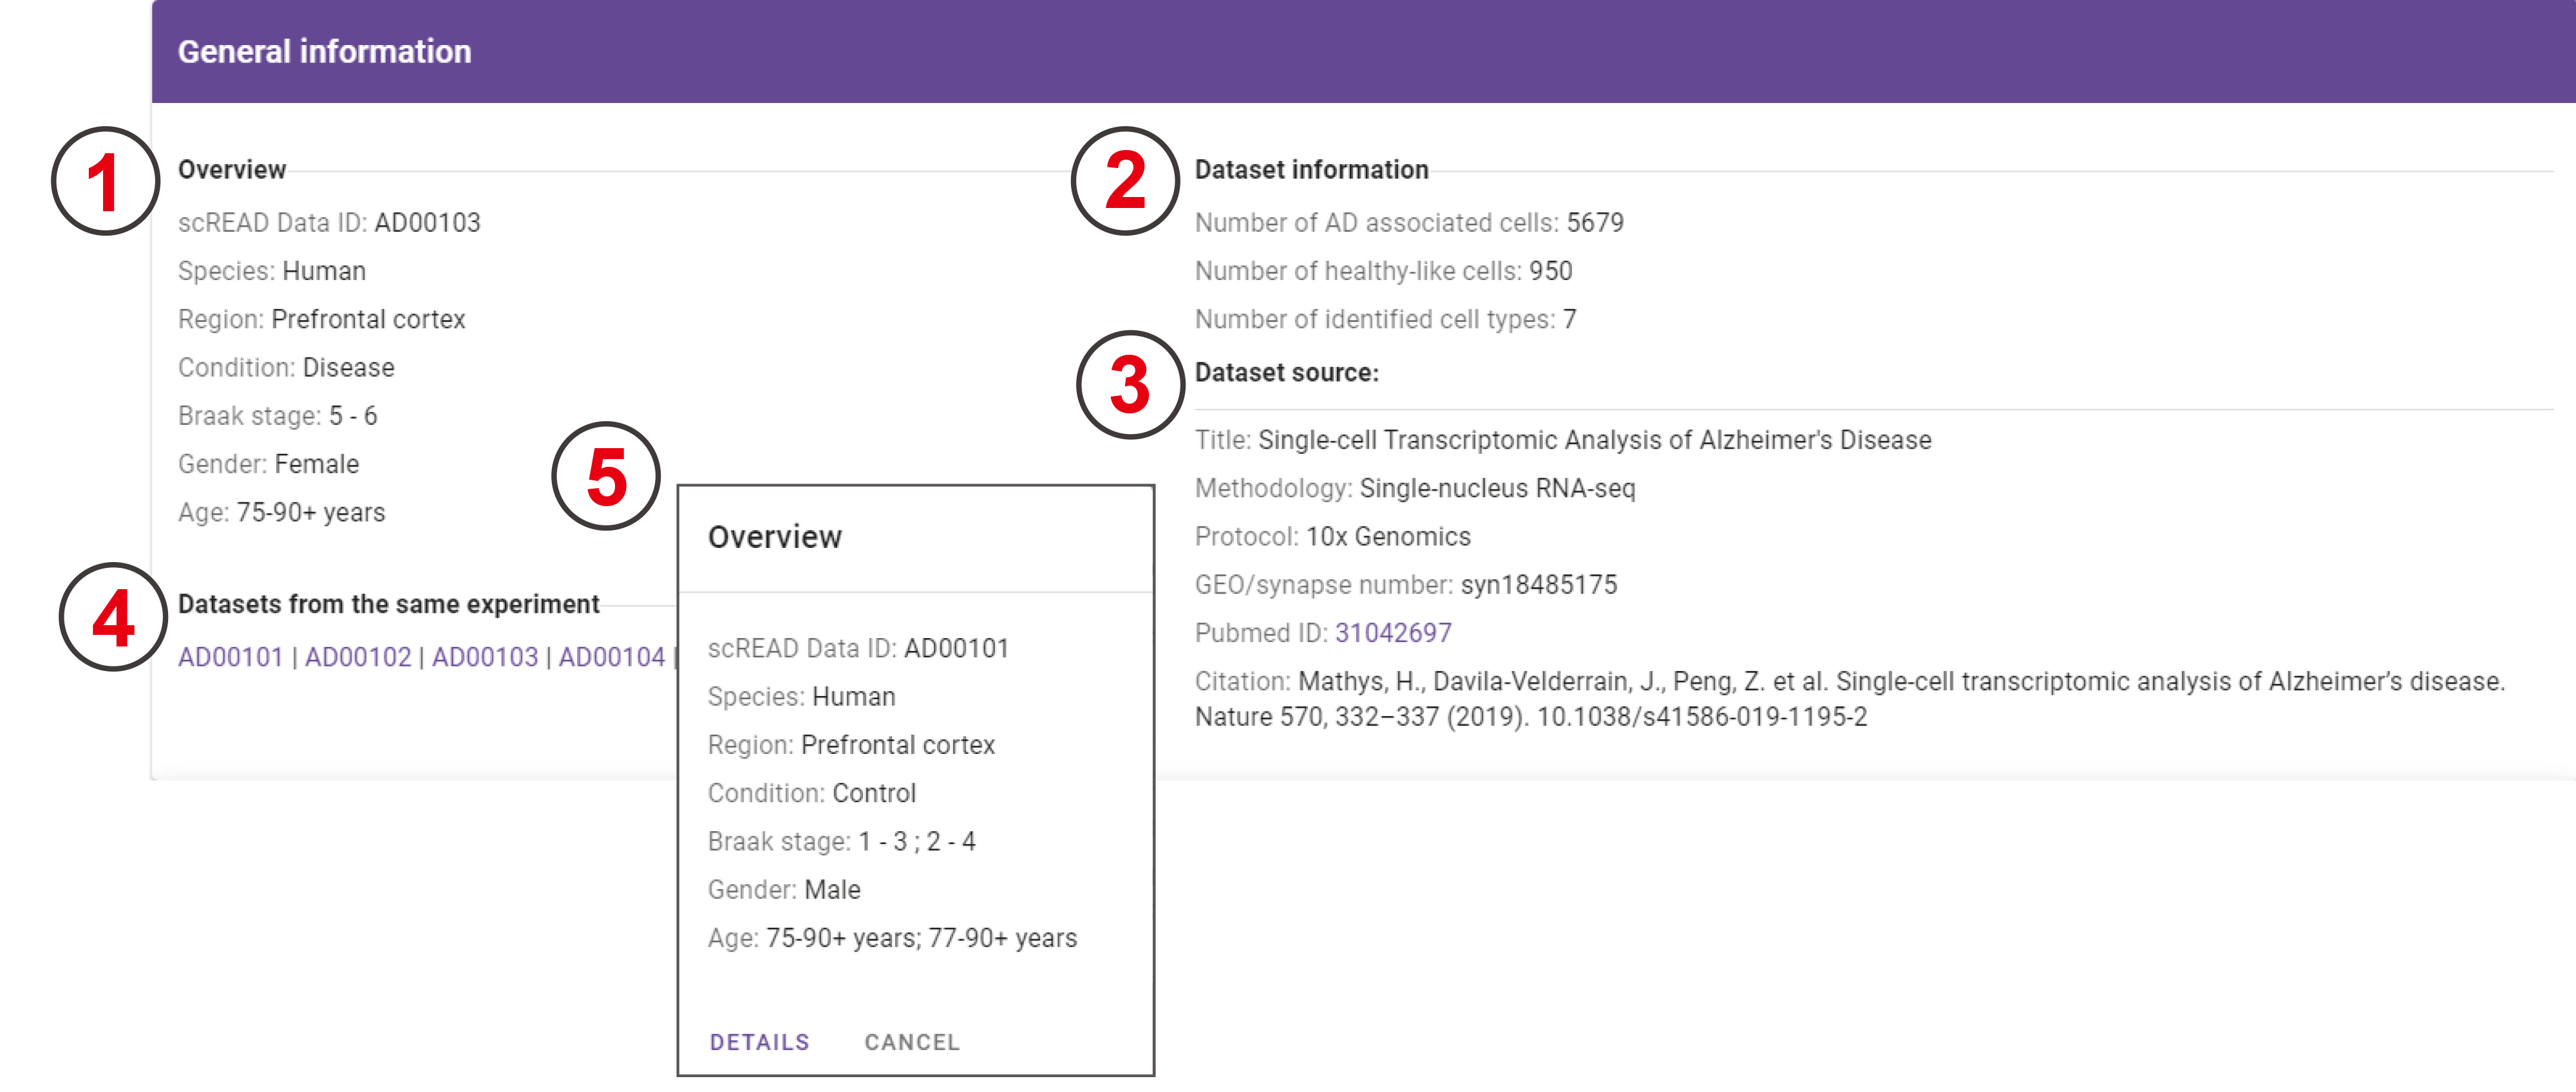 General information
1
Overview
scREAD Data ID: AD00103
Species: Human
Region: Prefrontal cortex
Condition: Disease
Braak stage: 5 - 6
Gender: Female
Age: 75-90+ years
4
Datasets from the same experiment
AD00101 | AD00102 | AD00103 | AD00104 |
5
Overview
scREAD Data ID: AD00101
Species: Human
Region: Prefrontal cortex
Condition: Control
Braak stage: 1 - 3 ; 2 - 4
Gender: Male
Age: 75-90+ years; 77-90+ years
DETAILS CANCEL
2
Dataset information
Number of AD associated cells: 5679
Number of healthy-like cells: 950
Number of identified cell types: 7
3
Dataset source:
Title: Single-cell Transcriptomic Analysis of Alzheimer's Disease
Methodology: Single-nucleus RNA-seq
Protocol: 10x Genomics
GEO/synapse number: syn18485175
Pubmed ID: 31042697
Citation: Mathys, H., Davila-Velderrain, J., Peng, Z. et al. Single-cell transcriptomic analysis of Alzheimer’s disease.
Nature 570, 332–337 (2019). 10.1038/s41586-019-1195-2